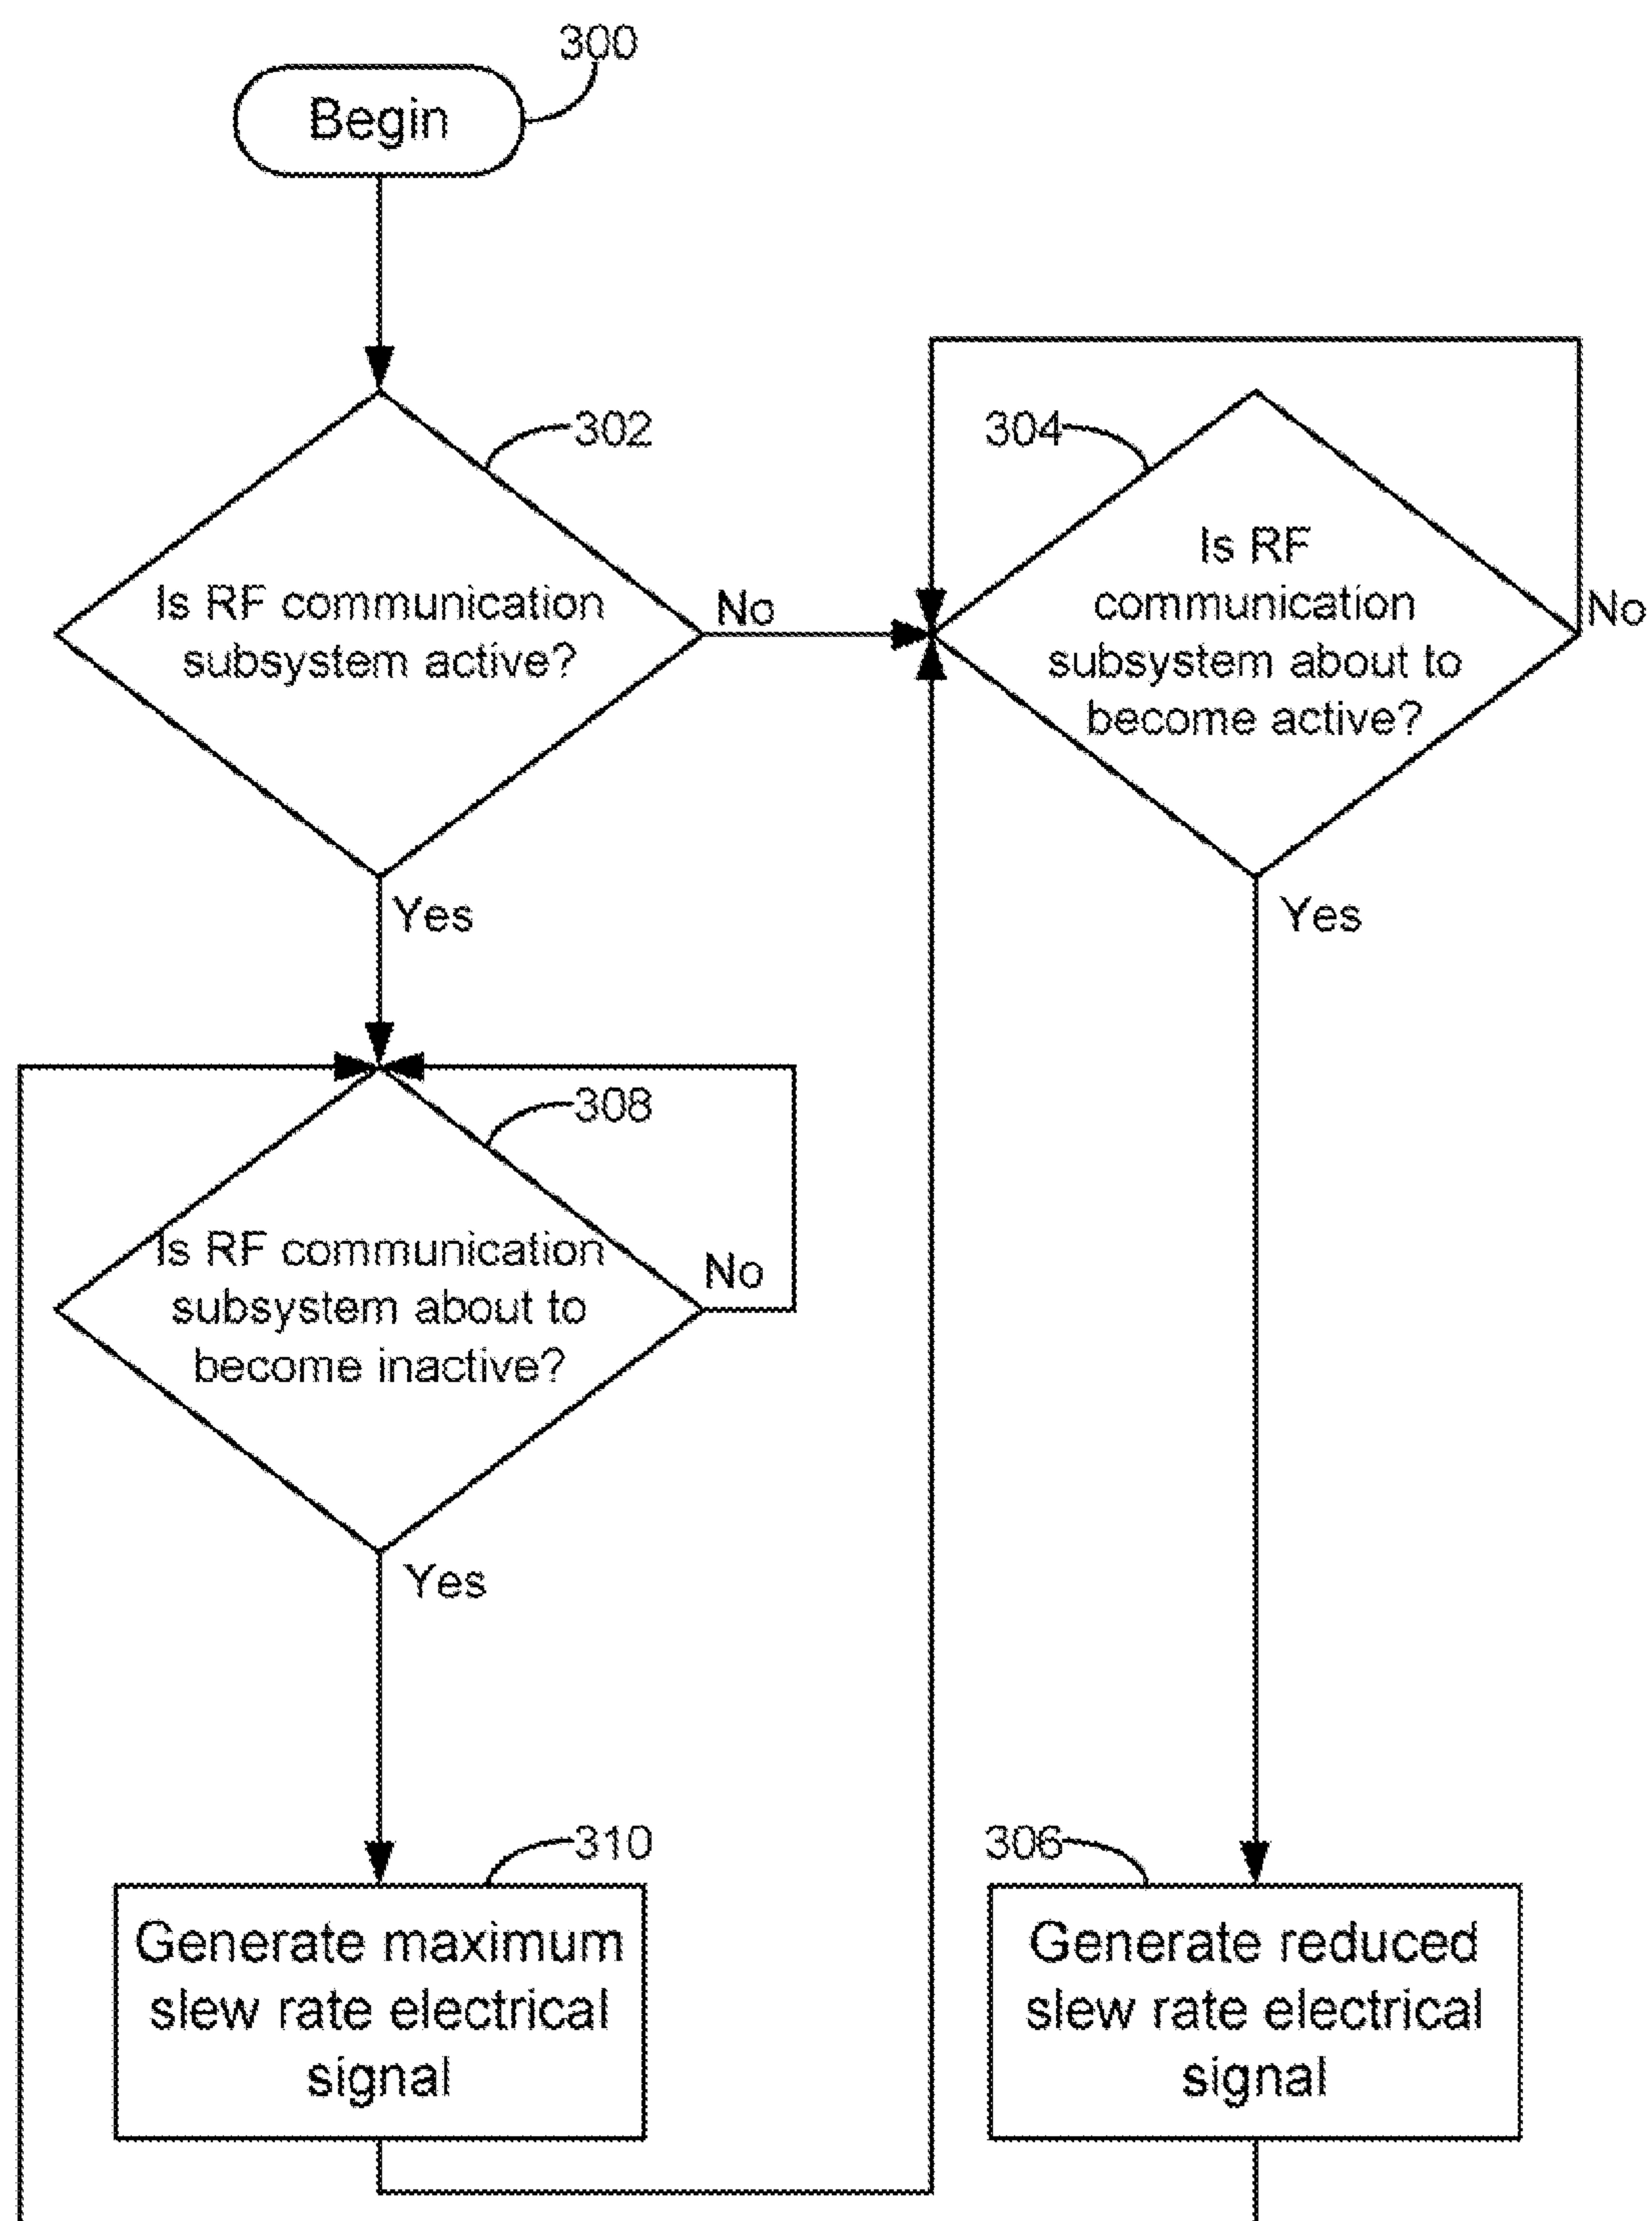 300
Begin
302
Is RF communication
subsystem active?
No
Yes
304
Is RF
communication
subsystem about to
become active?
No
Yes
308
Is RF communication
subsystem about to
become inactive?
No
Yes
310
Generate maximum
slew rate electrical
signal
306
Generate reduced
slew rate electrical
signal